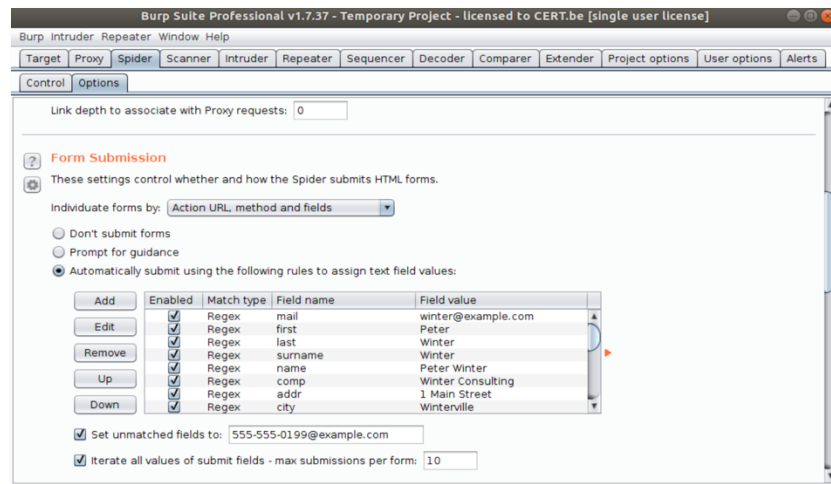 Burp Suite Professional v1.7.37 - Temporary Project - licensed to CERT.be [single user license]
Burp Intruder Repeater Window Help
Target Proxy Spider Scanner Intruder Repeater Sequencer Decoder Comparer Extender Project options User options Alerts
Control Options
Link depth to associate with Proxy requests: 0
? Form Submission
These settings control whether and how the Spider submits HTML forms.
Individuate forms by: Action URL, method and fields
Don't submit forms
Prompt for guidance
Automatically submit using the following rules to assign text field values:
Add
Edit
Remove
Up
Down
Enabled Match type Field name Field value
Regex mail winter@example.com
Regex first Peter
Regex last Winter
Regex surname Winter
Regex name Peter Winter
Regex comp Winter Consulting
Regex addr 1 Main Street
Regex city Winterville
Set unmatched fields to: 555-555-0199@example.com
Iterate all values of submit fields - max submissions per form: 10